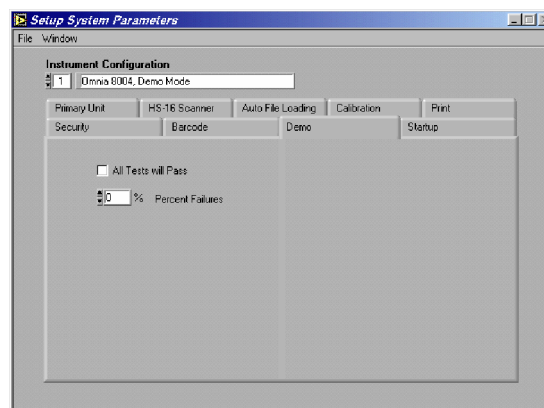 Setup System Parameters
File Window
Instrument Configuration
1 Omnia 8004, Demo Mode
Primary Unit HS-16 Scanner Auto File Loading Calibration Print
Security Barcode Demo Startup
All Tests will Pass
0 % Percent Failures